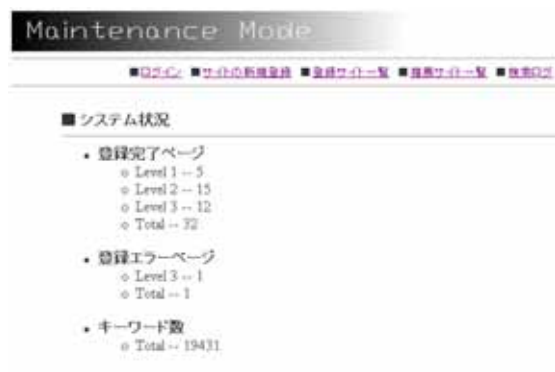 Maintenance Mode
■ログイン ■サイトの新規登録 ■登録サイト一覧 ■推薦サイト一覧 ■検索ログ
■ システム状況
• 登録完了ページ
○ Level 1 -- 5
○ Level 2 -- 15
○ Level 3 -- 12
○ Total -- 32
• 登録エラーページ
○ Level 3 -- 1
○ Total -- 1
• キーワード数
○ Total -- 19431